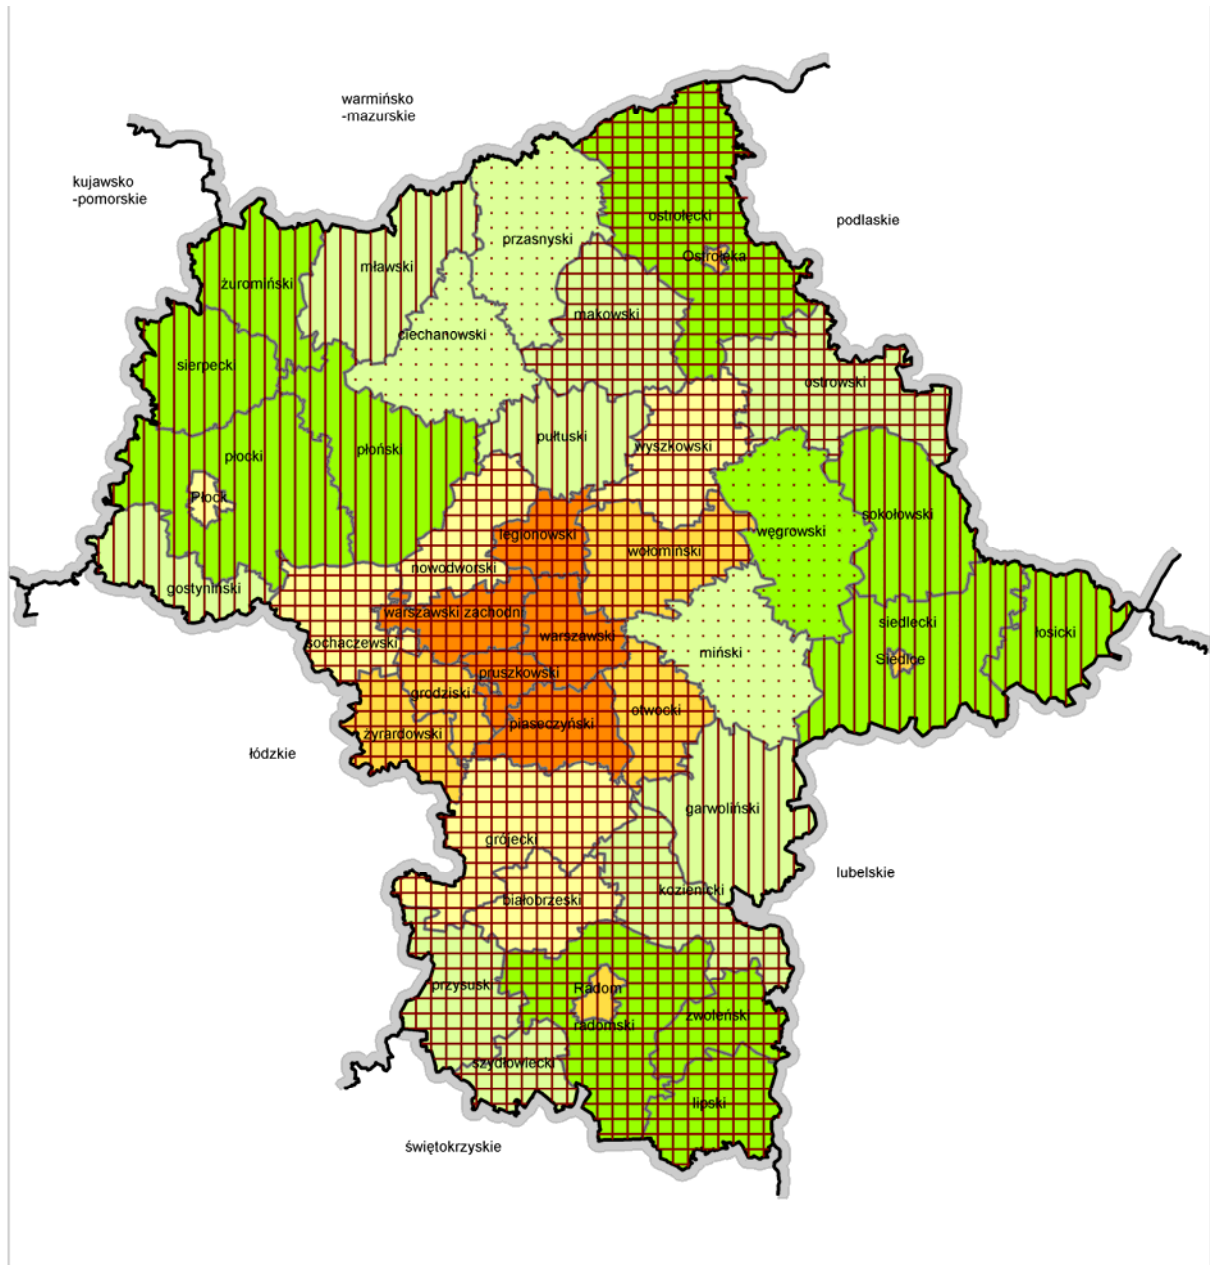 warmińsko
-mazurskie
kujawsko
-pomorskie
podlaskie
ostrołęcki
przasnyski
Ostrołęka
mławski
żuromiński
makowski
ciechanowski
sierpecki
ostrowski
pułtuski
wyszkowski
płoński
płocki
Płock
sokołowski
węgrowski
legionowski
wołomiński
nowodworski
gostyniński
warszawski zachodni
siedlecki
łosicki
warszawski
sochaczewski
miński
Siedlce
pruszkowski
grodziski
otwocki
piaseczyński
żyrardowski
łódzkie
garwoliński
grójecki
lubelskie
kozienicki
białobrzeski
przysuski
Radom
zwoleński
radomski
szydłowiecki
lipski
świętokrzyskie